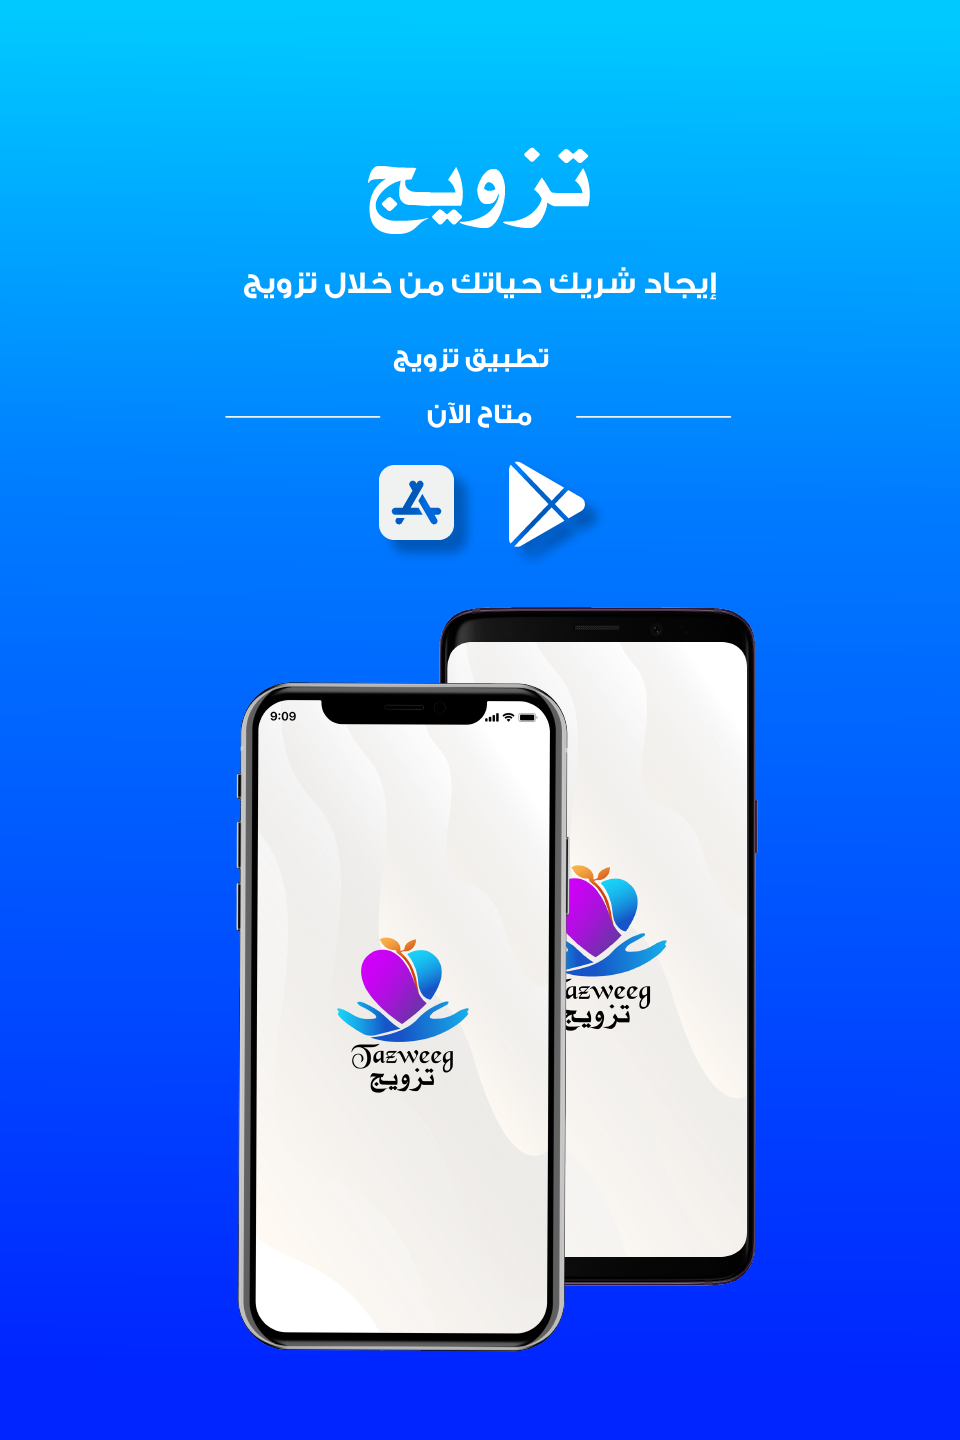 تزويج
إيجاد شريك حياتك من خلال تزويج
تطبيق تزويج
متاح الآن
9:09
Tazweeg
تزويج
azweeg
تزويج